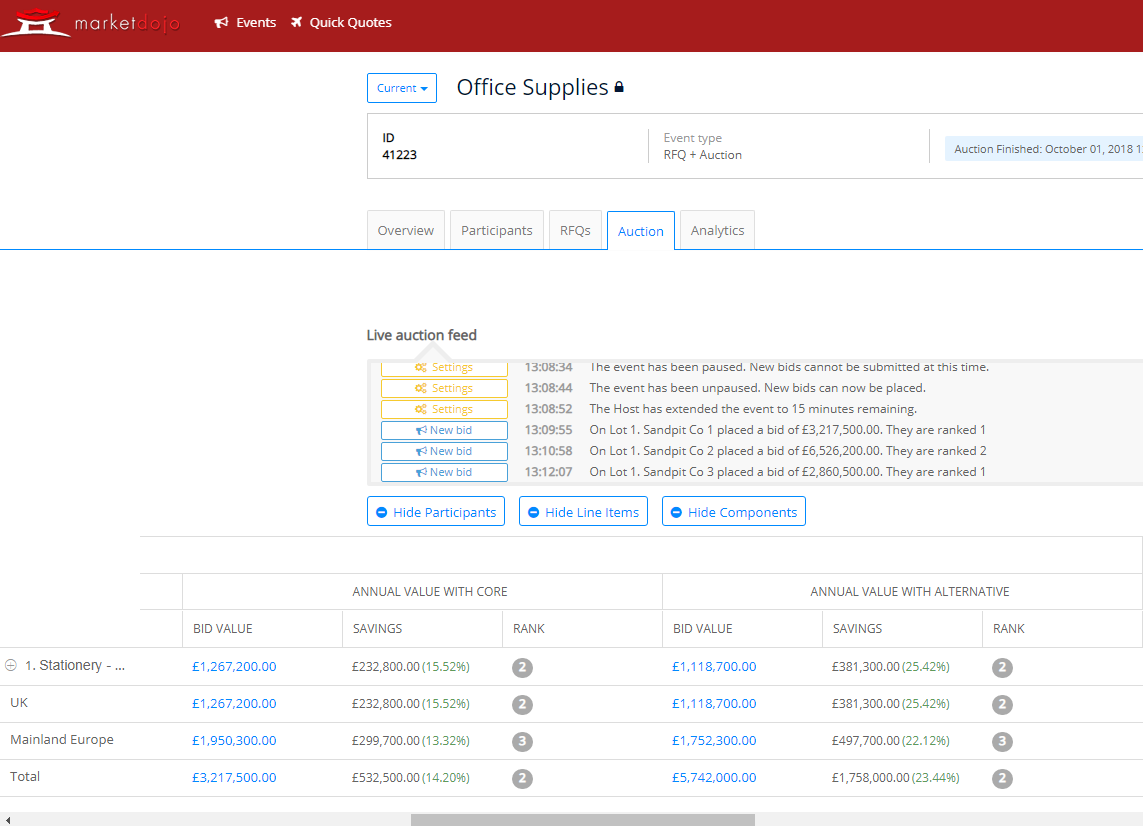 marketdojo Events Quick Quotes
Current Office Supplies
ID
41223
Event type
RFQ + Auction
Auction Finished: October 01, 2018 1
Overview Participants RFQs Auction Analytics
Live auction feed
Settings 13:08:34 The event has been paused. New bids cannot be submitted at this time.
Settings 13:08:44 The event has been unpaused. New bids can now be placed.
Settings 13:08:52 The Host has extended the event to 15 minutes remaining.
New bid 13:09:55 On Lot 1. Sandpit Co 1 placed a bid of £3,217,500.00. They are ranked 1
New bid 13:10:58 On Lot 1. Sandpit Co 2 placed a bid of £6,526,200.00. They are ranked 2
New bid 13:12:07 On Lot 1. Sandpit Co 3 placed a bid of £2,860,500.00. They are ranked 1
Hide Participants Hide Line Items Hide Components
ANNUAL VALUE WITH CORE ANNUAL VALUE WITH ALTERNATIVE
BID VALUE SAVINGS RANK BID VALUE SAVINGS RANK
1. Stationery - ... £1,267,200.00 £232,800.00 (15.52%) 2 £1,118,700.00 £381,300.00 (25.42%) 2
UK £1,267,200.00 £232,800.00 (15.52%) 2 £1,118,700.00 £381,300.00 (25.42%) 2
Mainland Europe £1,950,300.00 £299,700.00 (13.32%) 3 £1,752,300.00 £497,700.00 (22.12%) 3
Total £3,217,500.00 £532,500.00 (14.20%) 2 £5,742,000.00 £1,758,000.00 (23.44%) 2